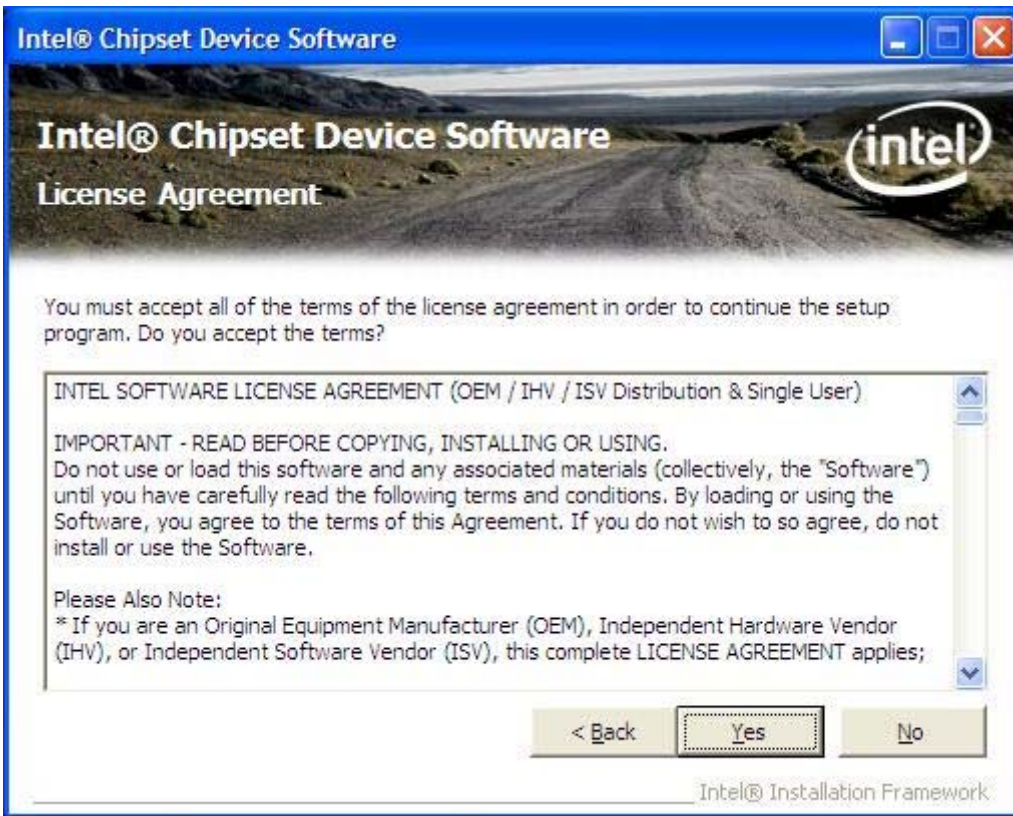 Intel® Chipset Device Software
Intel® Chipset Device Software
intel
License Agreement
You must accept all of the terms of the license agreement in order to continue the setup
program. Do you accept the terms?
INTEL SOFTWARE LICENSE AGREEMENT (OEM / IHV / ISV Distribution & Single User)
IMPORTANT - READ BEFORE COPYING, INSTALLING OR USING.
Do not use or load this software and any associated materials (collectively, the "Software")
until you have carefully read the following terms and conditions. By loading or using the
Software, you agree to the terms of this Agreement. If you do not wish to so agree, do not
install or use the Software.
Please Also Note:
* If you are an Original Equipment Manufacturer (OEM), Independent Hardware Vendor
(IHV), or Independent Software Vendor (ISV), this complete LICENSE AGREEMENT applies;
< Back Yes No
Intel® Installation Framework